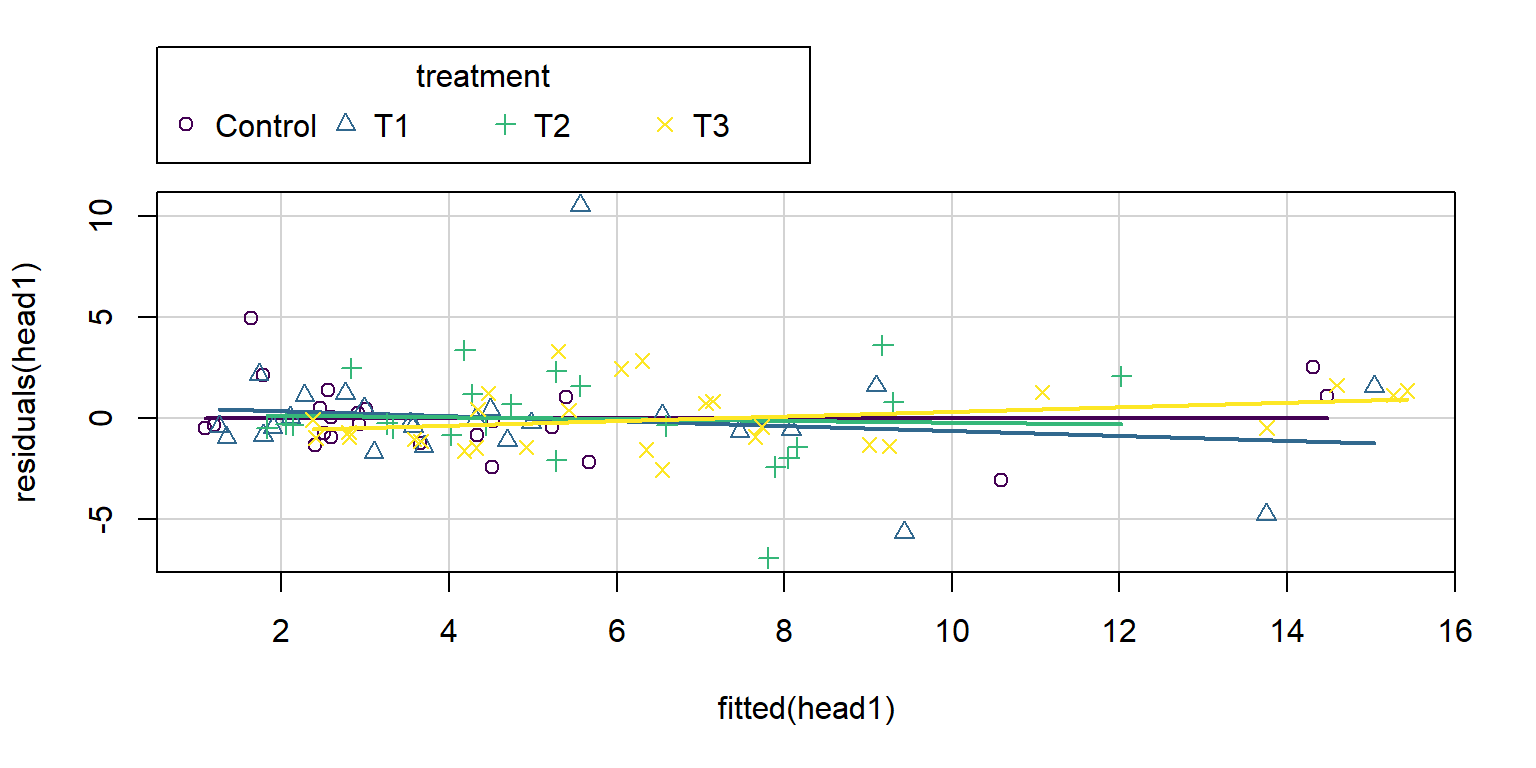 treatment
Control T1 T2 T3
10
5
0
-5
residuals(head1)
2 4 6 8 10 12 14 16
fitted(head1)